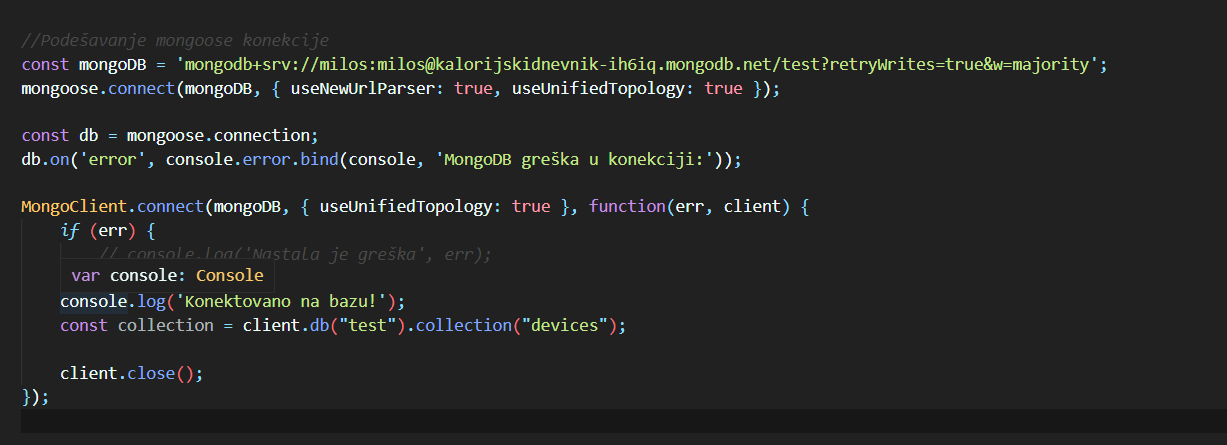 //Podešavanje mongoose konekcije
const mongoDB = 'mongodb+srv://milos:milos@kalorijskidnevnik-ih6iq.mongodb.net/test?retryWrites=true&w=majority';
mongoose.connect(mongoDB, { useNewUrlParser: true, useUnifiedTopology: true });
const db = mongoose.connection;
db.on('error', console.error.bind(console, 'MongoDB greška u konekciji:'));
MongoClient.connect(mongoDB, { useUnifiedTopology: true }, function(err, client) {
if (err) {
// console.log('Nastala je greška', err);
var console: Console
console.log('Konektovano na bazu!');
const collection = client.db("test").collection("devices");
client.close();
});